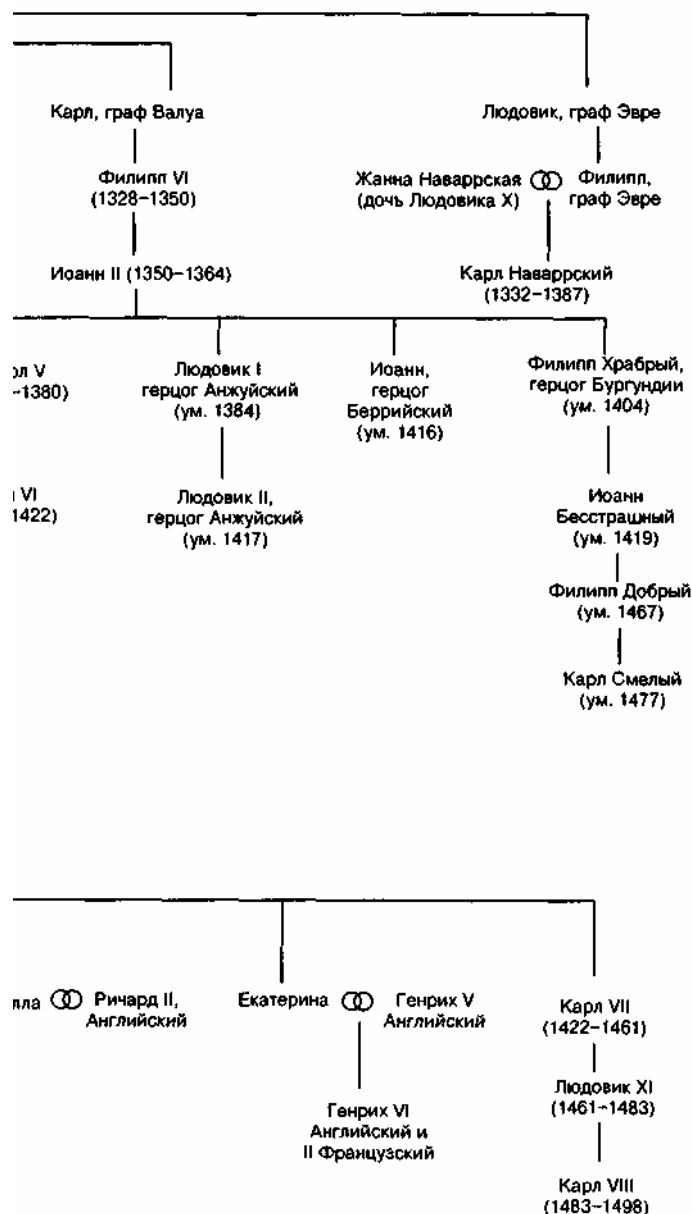 Карл, граф Валуа
Людовик, граф Эвре
Филипп VI
(1328–1350)
Жанна Наваррская
(дочь Людовика X)
Филипп,
граф Эвре
Иоанн II (1350–1364)
Карл Наваррский
(1332–1387)
ол V
–1380)
Людовик I
герцог Анжуйский
(ум. 1384)
Иоанн,
герцог
Беррийский
(ум. 1416)
Филипп Храбрый,
герцог Бургундии
(ум. 1404)
VI
1422)
Людовик II,
герцог Анжуйский
(ум. 1417)
Иоанн
Бесстрашный
(ум. 1419)
Филипп Добрый
(ум. 1467)
Карл Смелый
(ум. 1477)
лла
Ричард II,
Английский
Екатерина
Генрих V
Английский
Карл VII
(1422–1461)
Генрих VI
Английский и
II Французский
Людовик XI
(1461–1483)
Карл VIII
(1483–1498)